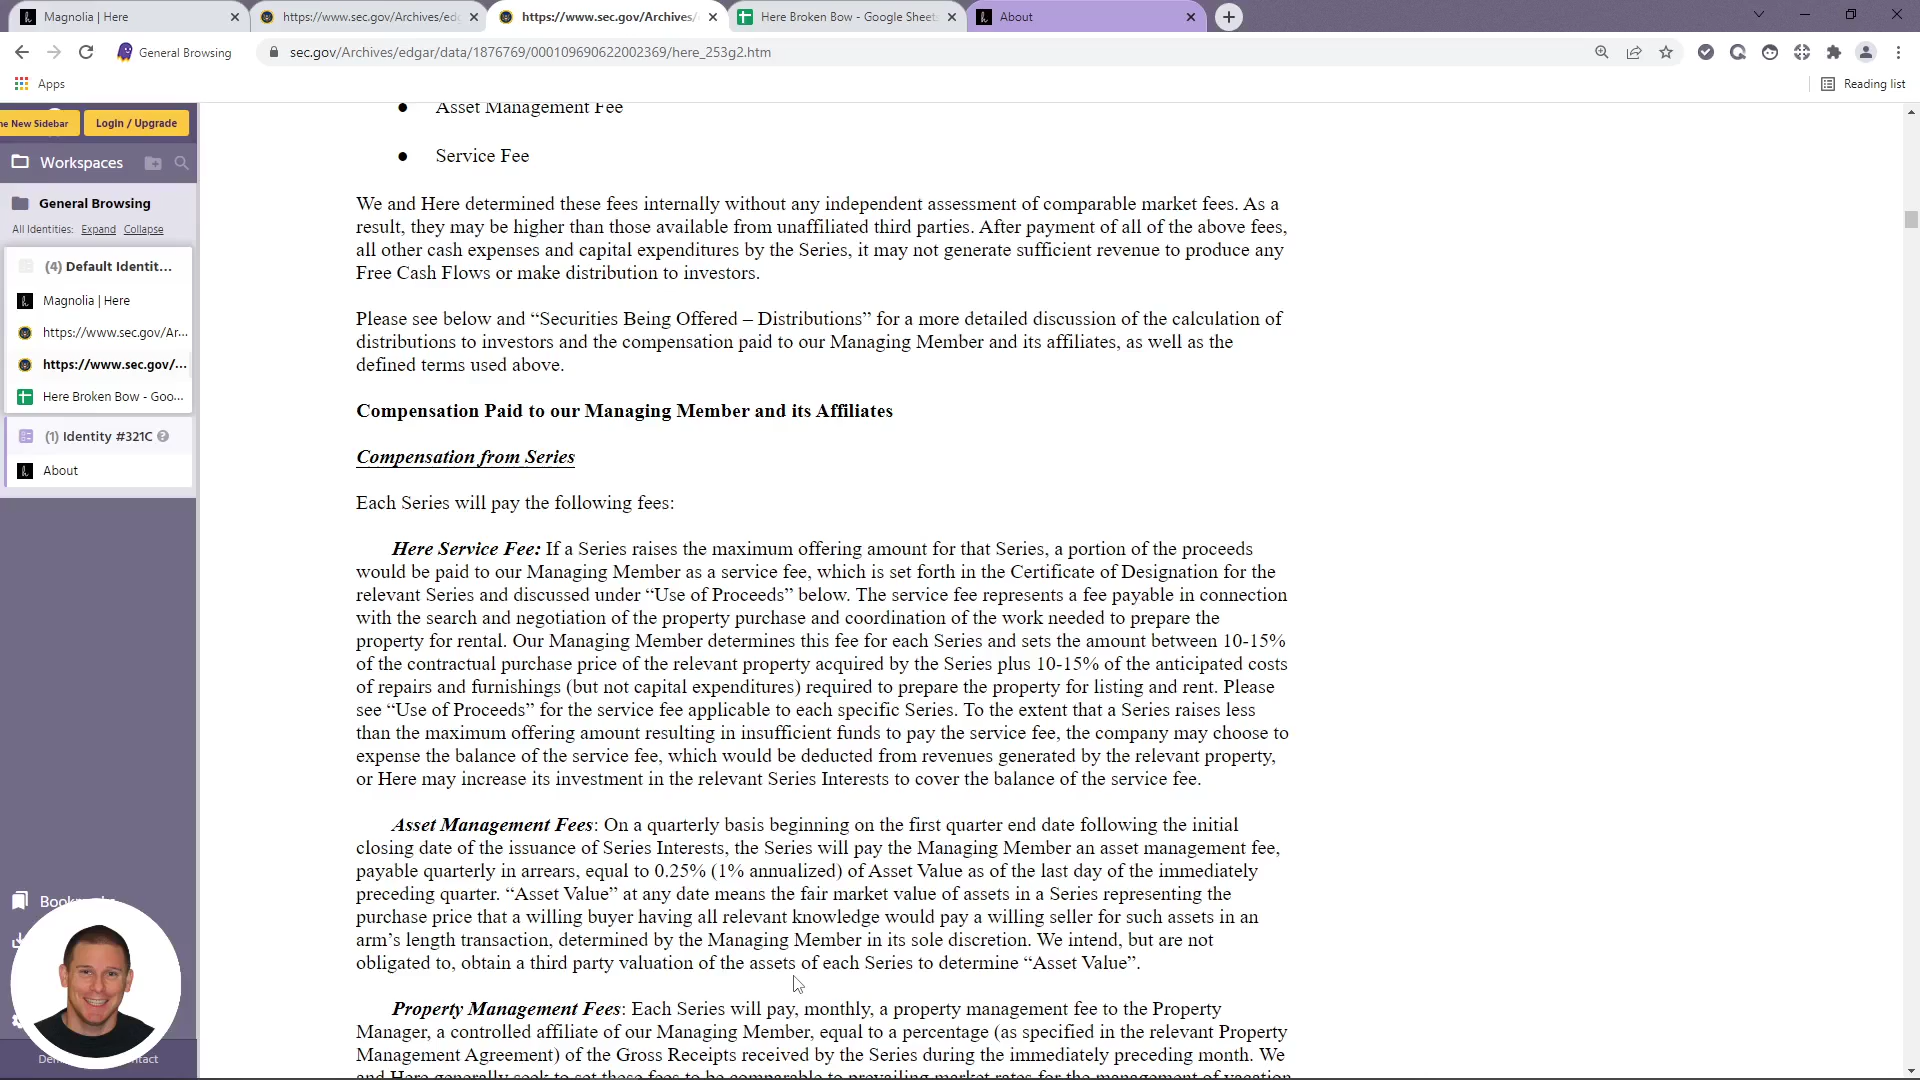 Magnolia | Here
https://www.sec.gov/Archives/edg
https://www.sec.gov/Archives/
Here Broken Bow - Google Sheets
About
General Browsing
sec.gov/Archives/edgar/data/1876769/000109690622002369/here_253g2.htm
Apps
Reading list
he New Sidebar
Login / Upgrade
Workspaces
General Browsing
All Identities: Expand Collapse
(4) Default Identit...
Magnolia | Here
https://www.sec.gov/Ar...
https://www.sec.gov/...
Here Broken Bow - Goo...
(1) Identity #321C
About
● Asset Management Fee
● Service Fee
We and Here determined these fees internally without any independent assessment of comparable market fees. As a
result, they may be higher than those available from unaffiliated third parties. After payment of all of the above fees,
all other cash expenses and capital expenditures by the Series, it may not generate sufficient revenue to produce any
Free Cash Flows or make distribution to investors.
Please see below and “Securities Being Offered – Distributions” for a more detailed discussion of the calculation of
distributions to investors and the compensation paid to our Managing Member and its affiliates, as well as the
defined terms used above.
Compensation Paid to our Managing Member and its Affiliates
Compensation from Series
Each Series will pay the following fees:
Here Service Fee: If a Series raises the maximum offering amount for that Series, a portion of the proceeds
would be paid to our Managing Member as a service fee, which is set forth in the Certificate of Designation for the
relevant Series and discussed under “Use of Proceeds” below. The service fee represents a fee payable in connection
with the search and negotiation of the property purchase and coordination of the work needed to prepare the
property for rental. Our Managing Member determines this fee for each Series and sets the amount between 10-15%
of the contractual purchase price of the relevant property acquired by the Series plus 10-15% of the anticipated costs
of repairs and furnishings (but not capital expenditures) required to prepare the property for listing and rent. Please
see “Use of Proceeds” for the service fee applicable to each specific Series. To the extent that a Series raises less
than the maximum offering amount resulting in insufficient funds to pay the service fee, the company may choose to
expense the balance of the service fee, which would be deducted from revenues generated by the relevant property,
or Here may increase its investment in the relevant Series Interests to cover the balance of the service fee.
Asset Management Fees: On a quarterly basis beginning on the first quarter end date following the initial
closing date of the issuance of Series Interests, the Series will pay the Managing Member an asset management fee,
payable quarterly in arrears, equal to 0.25% (1% annualized) of Asset Value as of the last day of the immediately
preceding quarter. “Asset Value” at any date means the fair market value of assets in a Series representing the
purchase price that a willing buyer having all relevant knowledge would pay a willing seller for such assets in an
arm’s length transaction, determined by the Managing Member in its sole discretion. We intend, but are not
obligated to, obtain a third party valuation of the assets of each Series to determine “Asset Value”.
Property Management Fees: Each Series will pay, monthly, a property management fee to the Property
Manager, a controlled affiliate of our Managing Member, equal to a percentage (as specified in the relevant Property
Management Agreement) of the Gross Receipts received by the Series during the immediately preceding month. We
and Here generally seek to set these fees to be comparable to prevailing market rates for the management of vacation